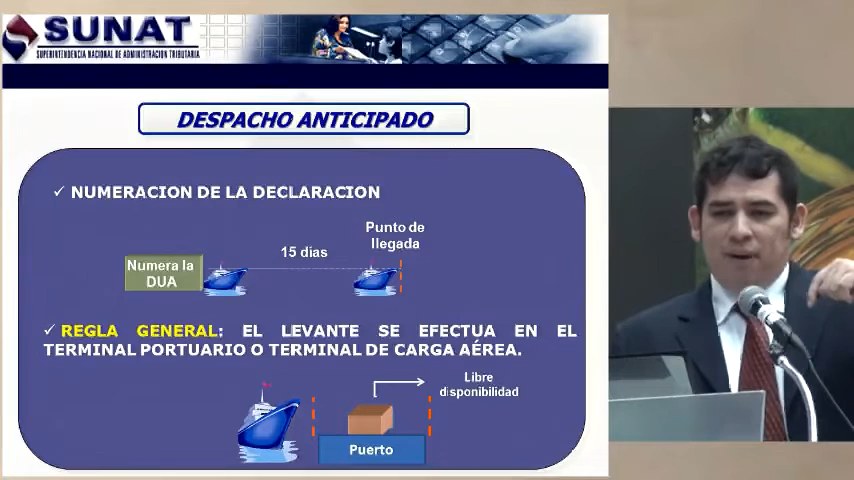 SUNAT
SUPERINTENDENCIA NACIONAL DE ADMINISTRACION TRIBUTARIA
DESPACHO ANTICIPADO
✓ NUMERACION DE LA DECLARACION
Punto de
llegada
15 dias
Numera la
DUA
✓ REGLA GENERAL: EL LEVANTE SE EFECTUA EN EL
TERMINAL PORTUARIO O TERMINAL DE CARGA AÉREA.
Libre
disponibilidad
Puerto